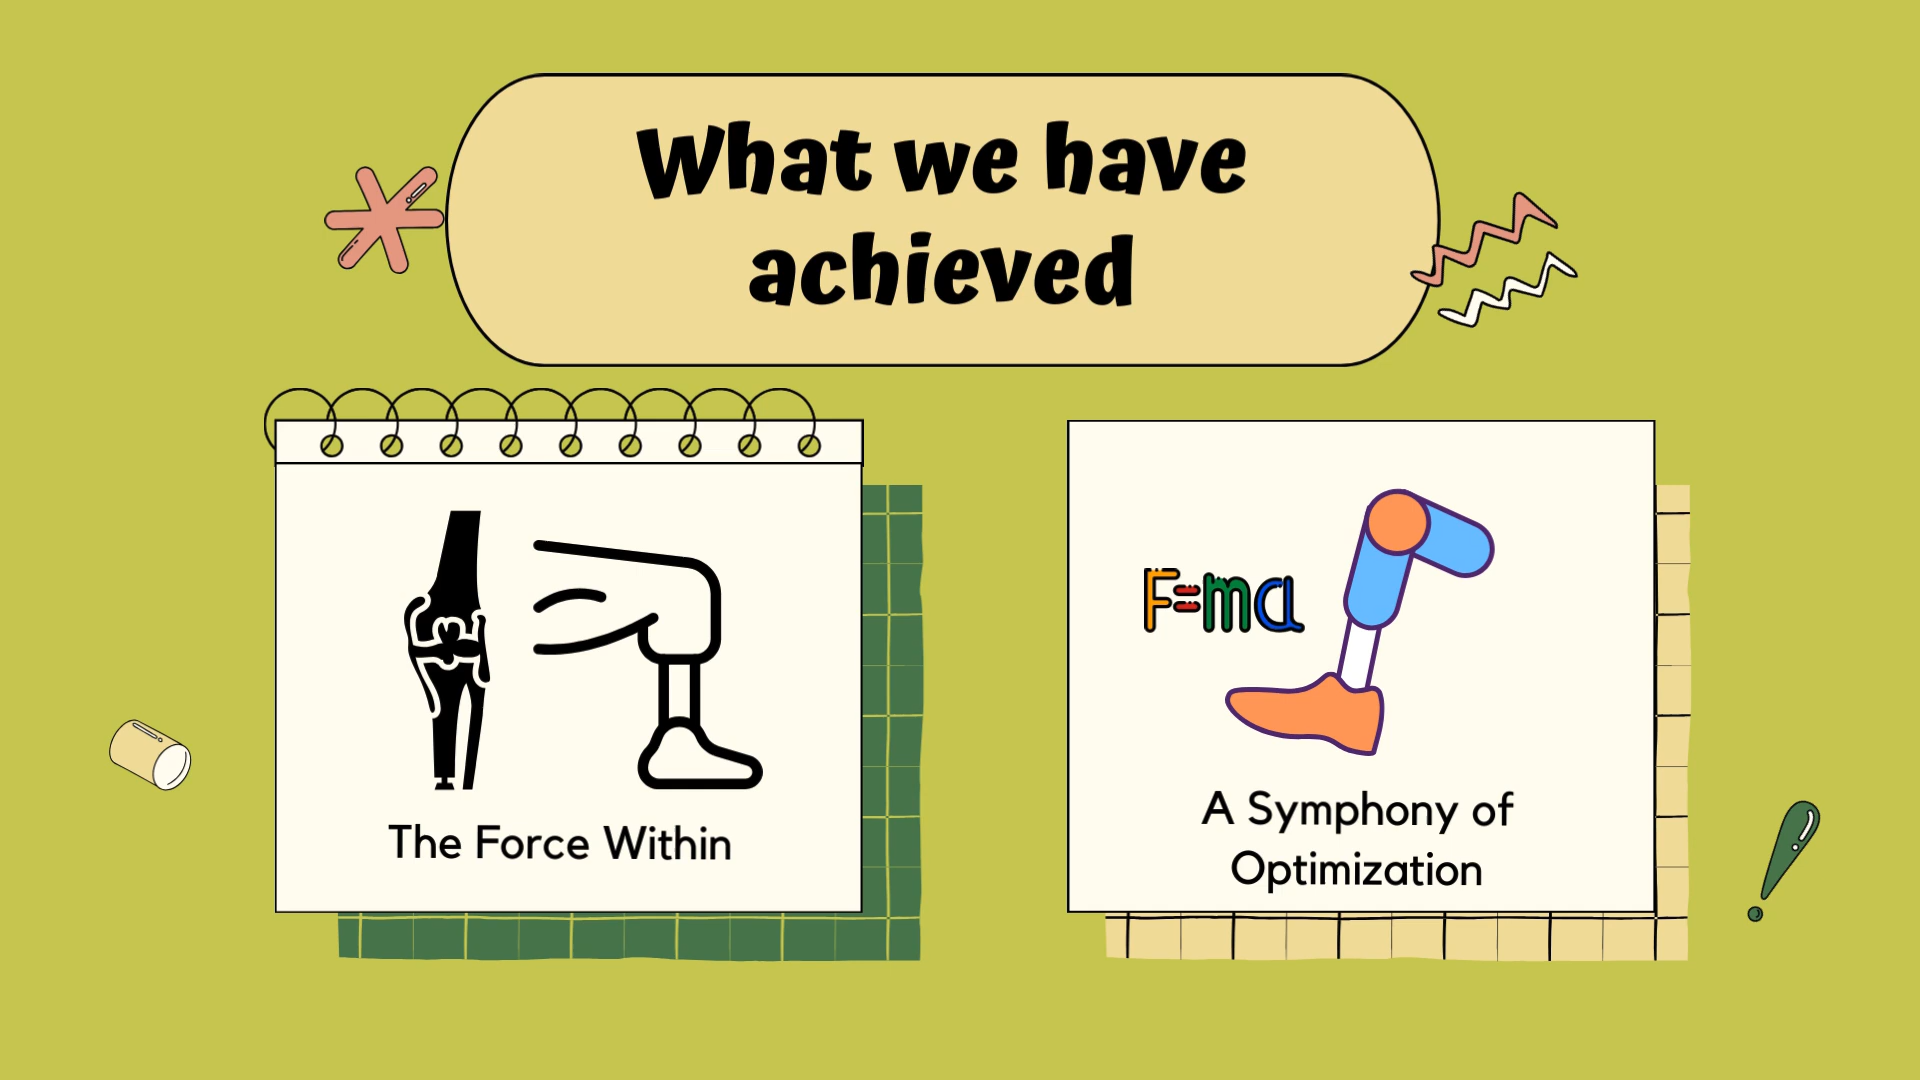 What we have
achieved
The Force Within
F=ma
A Symphony of
Optimization